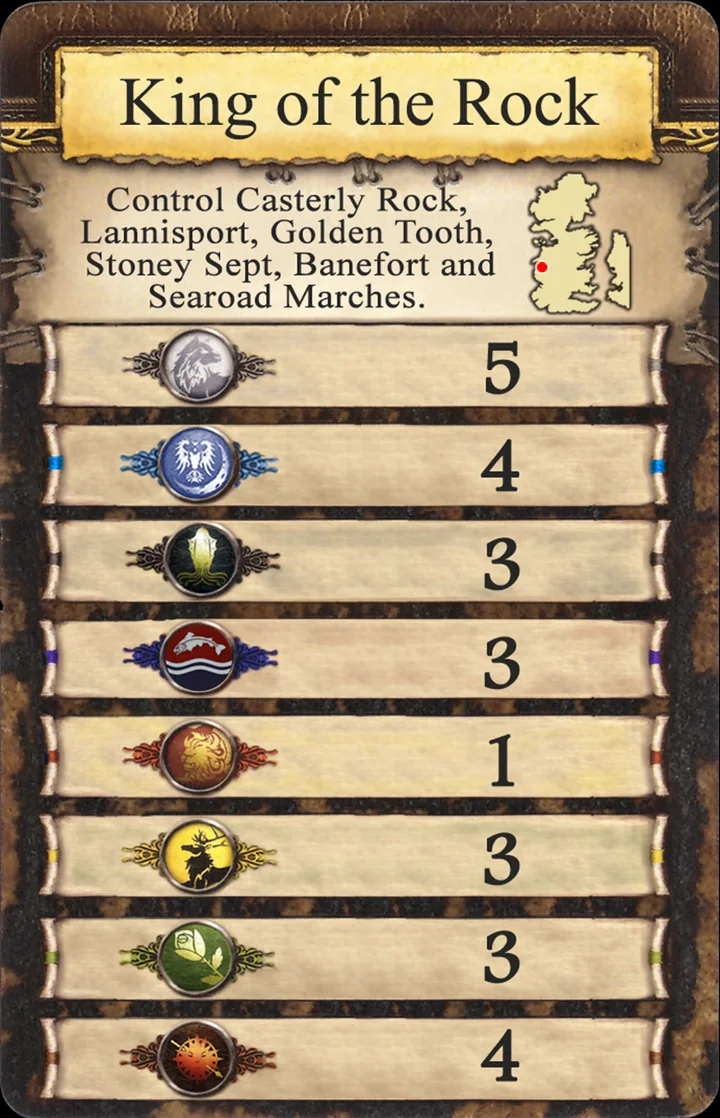 King of the Rock
Control Casterly Rock,
Lannisport, Golden Tooth,
Stoney Sept, Banefort and
Searoad Marches.
5
4
3
3
1
3
3
4